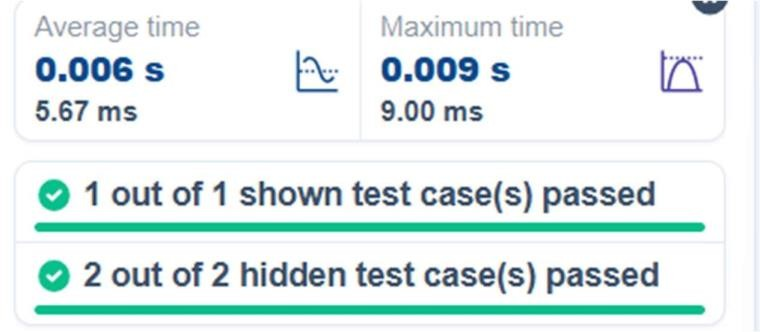 Average time
0.006 s
5.67 ms
Maximum time
0.009 s
9.00 ms
1 out of 1 shown test case(s) passed
2 out of 2 hidden test case(s) passed